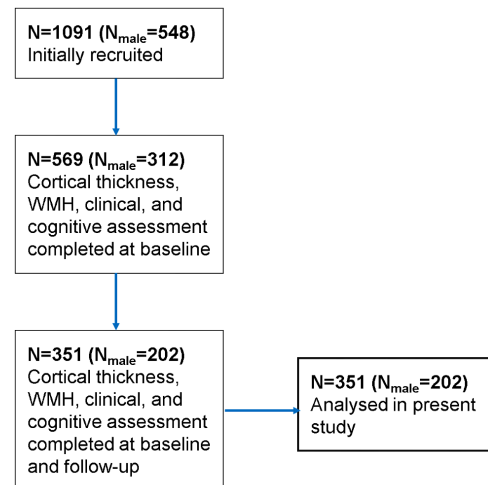 N=1091 (Nmale=548)
Initially recruited
N=569 (Nmale=312)
Cortical thickness,
WMH, clinical, and
cognitive assessment
completed at baseline
N=351 (Nmale=202)
Cortical thickness,
WMH, clinical, and
cognitive assessment
completed at baseline
and follow-up
N=351 (Nmale=202)
Analysed in present
study